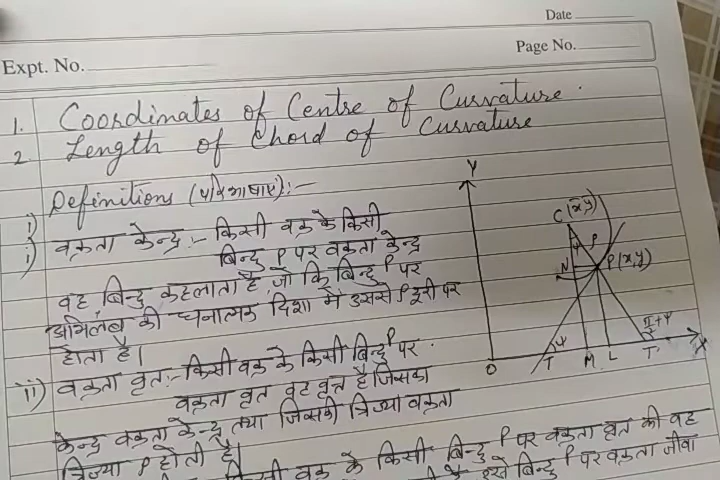 Date
Page No.
Expt. No.
1. Coordinates of Centre of Curvature.
2. Length of Chord of Curvature
Definitions (परिभाषाएं):-
i)
i) वक्रता केन्द्र:- किसी वक्र के किसी
बिन्दु P पर वक्रता केन्द्र
वह बिन्दु कहलाता है, जो कि बिन्दु P पर
अभिलंब की धनात्मक दिशा में उससे ρ दूरी पर
होता है।
ii) वक्रता वृत:- किसी वक्र के किसी बिन्दु P पर
वक्रता वृत वह वृत्त है जिसका
केन्द्र वक्रता केन्द्र तथा जिसकी त्रिज्या वक्रता
त्रिज्या ρ होती है।
किसी वक्र के किसी बिन्दु P पर वक्रता वृत की वह
है इसे बिन्दु P पर वक्रता जीवा
Y
C(x̄,ȳ)
ψ ρ
N P(x,y)
ψ π/2+ψ
O T M L T' X